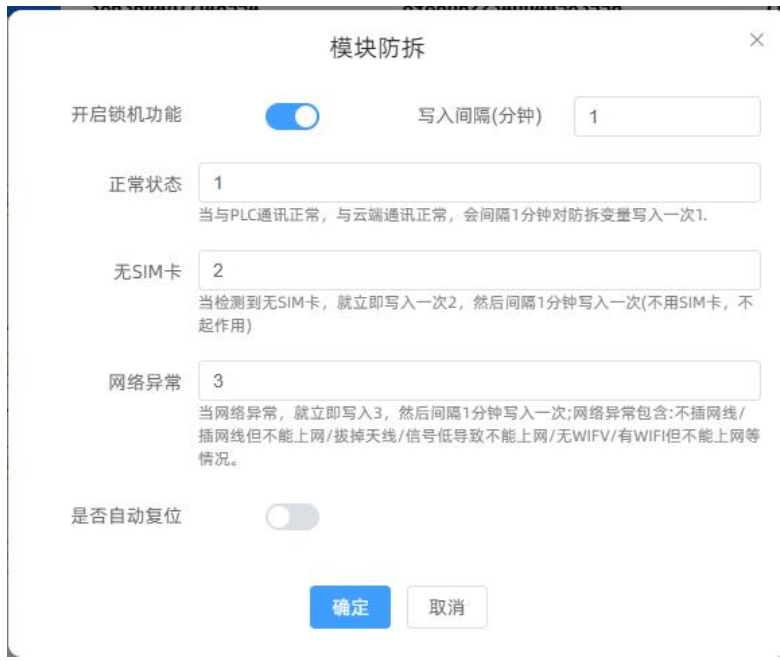 模块防拆
×
开启锁机功能 写入间隔(分钟) 1
正常状态 1
当与PLC通讯正常，与云端通讯正常，会间隔1分钟对防拆变量写入一次1.
无SIM卡 2
当检测到无SIM卡，就立即写入一次2，然后间隔1分钟写入一次(不用SIM卡，不
起作用)
网络异常 3
当网络异常，就立即写入3，然后间隔1分钟写入一次;网络异常包含:不插网线/
插网线但不能上网/拔掉天线/信号低导致不能上网/无WIFV/有WIFI但不能上网等
情况。
是否自动复位
确定 取消